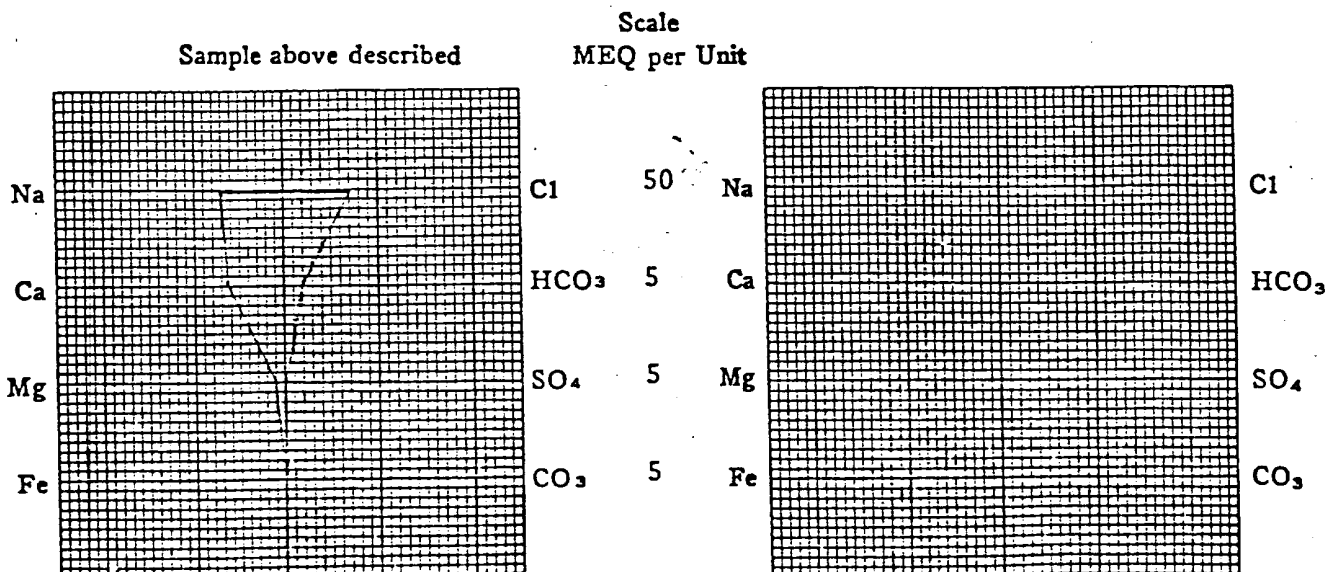 Scale
Sample above described MEQ per Unit
Na Cl 50 Na Cl
Ca HCO₃ 5 Ca HCO₃
Mg SO₄ 5 Mg SO₄
Fe CO₃ 5 Fe CO₃